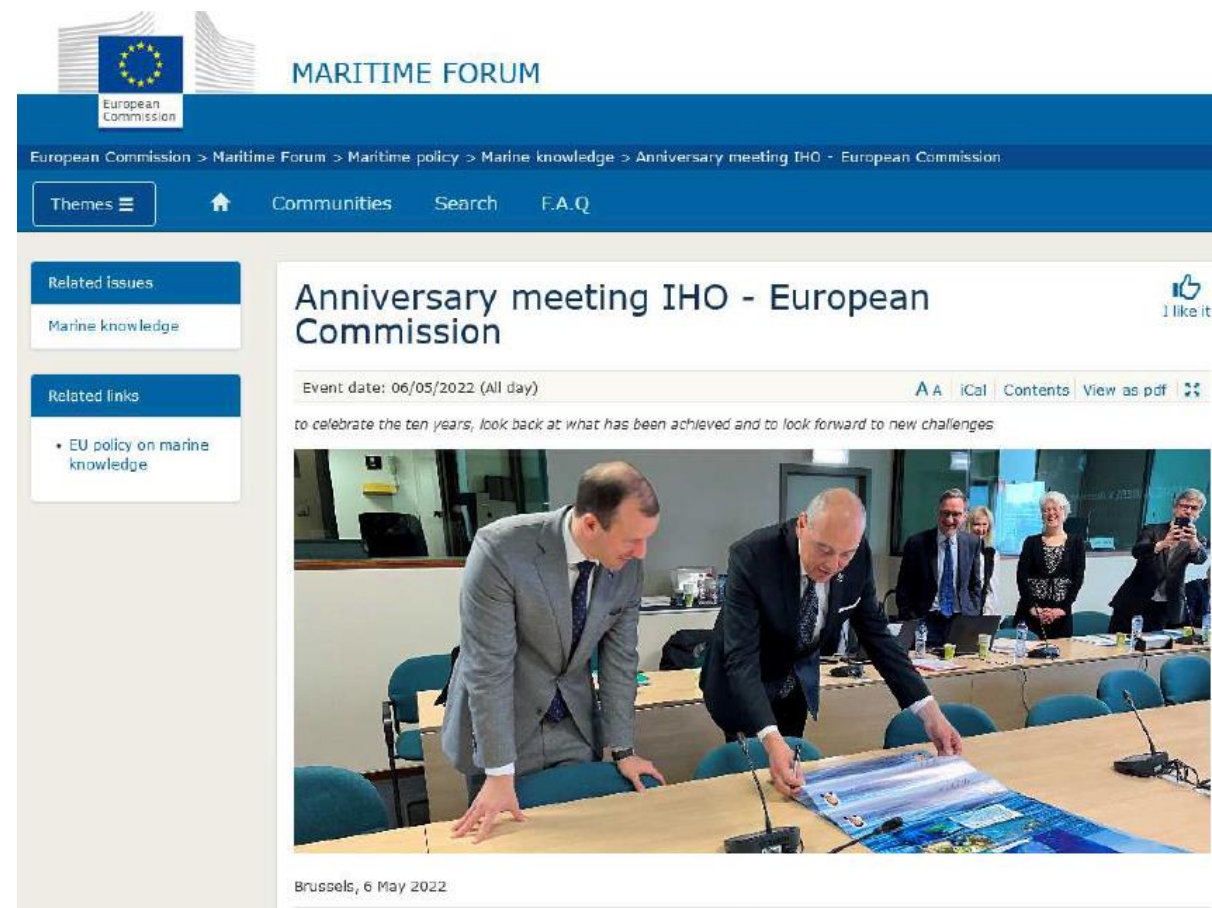 European
Commission
MARITIME FORUM
European Commission > Maritime Forum > Maritime policy > Marine knowledge > Anniversary meeting IHO - European Commission
Themes
Communities
Search
F.A.Q
Related issues
Marine knowledge
Related links
• EU policy on marine
knowledge
Anniversary meeting IHO - European
Commission
I like it
Event date: 06/05/2022 (All day)
A A
iCal
Contents
View as pdf
to celebrate the ten years, look back at what has been achieved and to look forward to new challenges
Brussels, 6 May 2022